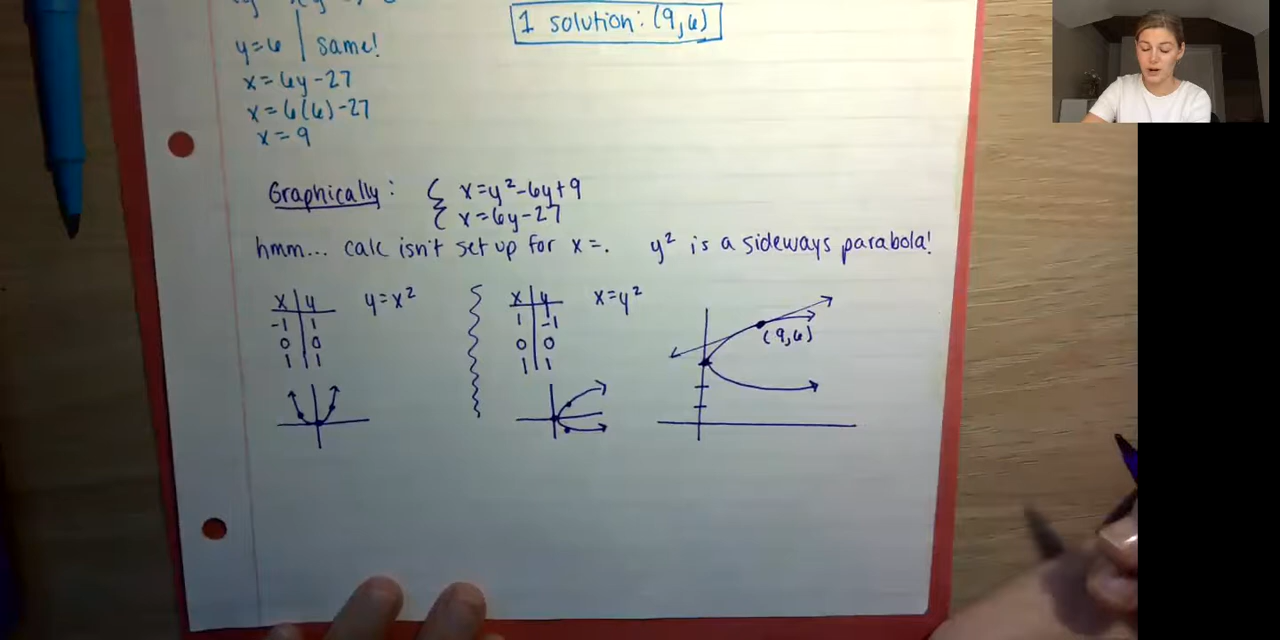 1 solution: (9,6)
y=6 | same!
x=6y-27
x=6(6)-27
x=9
Graphically: { x=y²-6y+9
{ x=6y-27
hmm... calc isn't set up for x=. y² is a sideways parabola!
x | y y=x²
-1 | 1
0 | 0
1 | 1
x | y x=y²
1 | -1
0 | 0
1 | 1
(9,6)